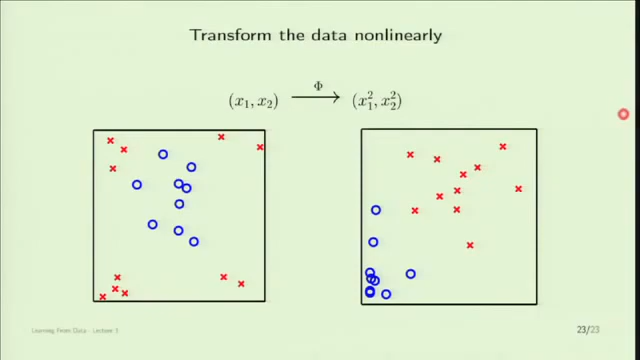 Transform the data nonlinearly
(x₁, x₂) Φ⟶ (x₁², x₂²)
Learning From Data - Lecture 3 23/23